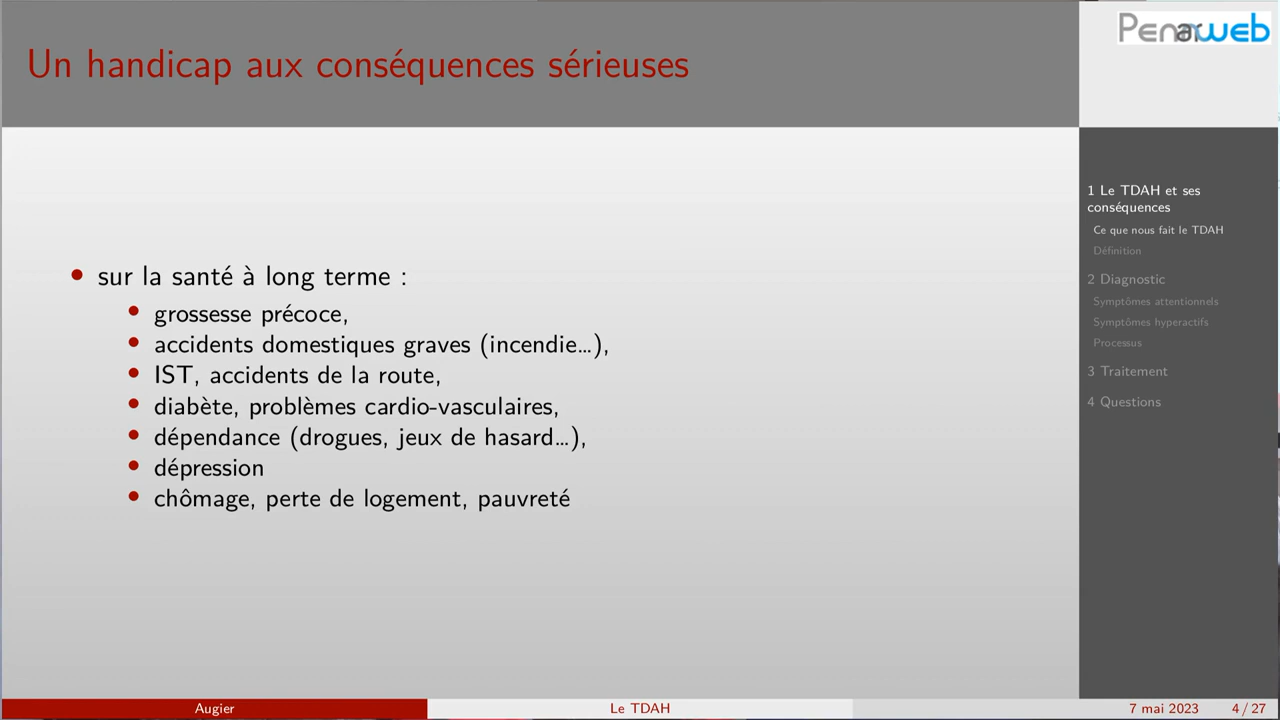 Un handicap aux conséquences sérieuses
Penarweb
• sur la santé à long terme :
• grossesse précoce,
• accidents domestiques graves (incendie…),
• IST, accidents de la route,
• diabète, problèmes cardio-vasculaires,
• dépendance (drogues, jeux de hasard…),
• dépression
• chômage, perte de logement, pauvreté
1 Le TDAH et ses
conséquences
Ce que nous fait le TDAH
Définition
2 Diagnostic
Symptômes attentionnels
Symptômes hyperactifs
Processus
3 Traitement
4 Questions
Augier
Le TDAH
7 mai 2023
4 / 27